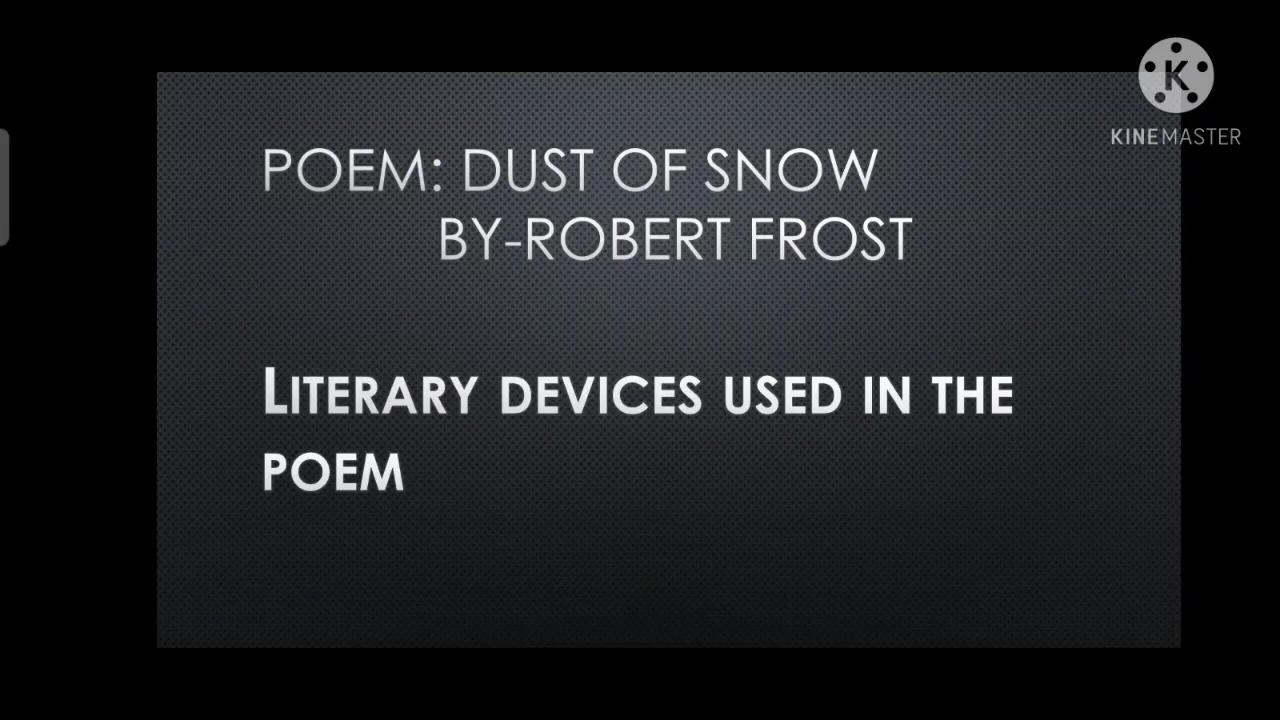 K
KINEMASTER
POEM: DUST OF SNOW
BY-ROBERT FROST
LITERARY DEVICES USED IN THE
POEM